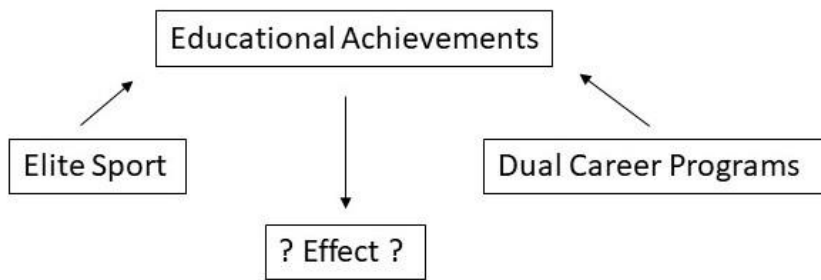 Educational Achievements
Elite Sport
Dual Career Programs
? Effect ?